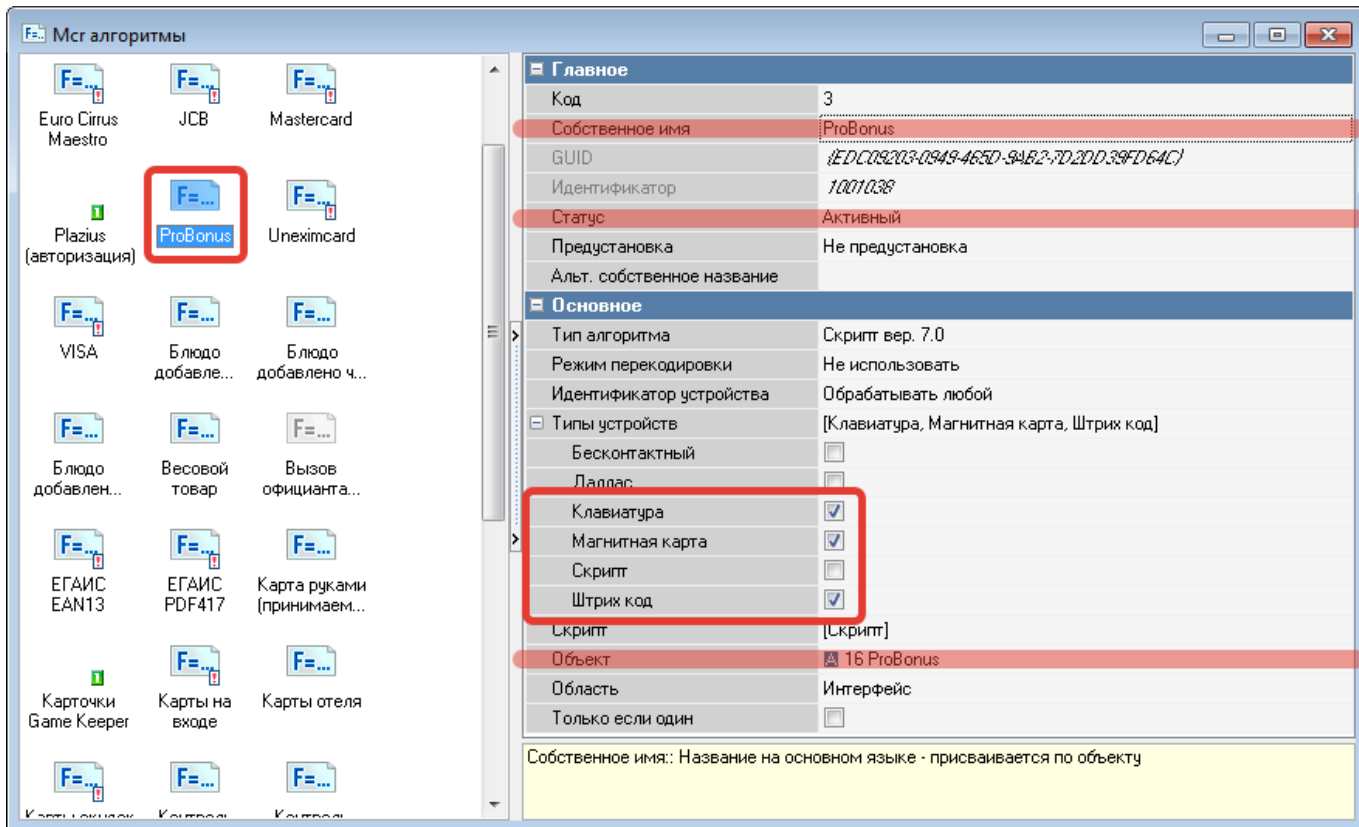 Mcr алгоритмы
Euro Cirrus
Maestro
JCB
Mastercard
Plazius
(авторизация)
ProBonus
Uneximcard
VISA
Блюдо
добавле...
Блюдо
добавлено ч...
Блюдо
добавлен...
Весовой
товар
Вызов
официанта...
ЕГАИС
EAN13
ЕГАИС
PDF417
Карта руками
(принимаем...
Карточки
Game Keeper
Карты на
входе
Карты отеля
Главное
Код 3
Собственное имя ProBonus
GUID {EDC09203-0949-465D-9AB2-7D2DD39FD64C}
Идентификатор 1001038
Статус Активный
Предустановка Не предустановка
Альт. собственное название
Основное
Тип алгоритма Скрипт вер. 7.0
Режим перекодировки Не использовать
Идентификатор устройства Обрабатывать любой
Типы устройств [Клавиатура, Магнитная карта, Штрих код]
Бесконтактный
Даллас
Клавиатура
Магнитная карта
Скрипт
Штрих код
Скрипт [Скрипт]
Объект A 16 ProBonus
Область Интерфейс
Только если один
Собственное имя:: Название на основном языке - присваивается по объекту